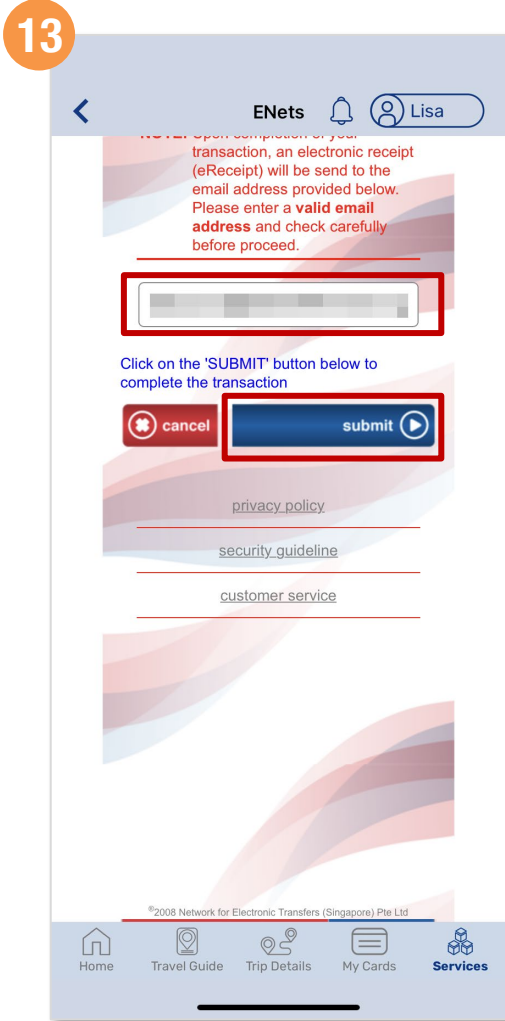 13
ENets
Lisa
NOTE: Upon completion of your
transaction, an electronic receipt
(eReceipt) will be send to the
email address provided below.
Please enter a valid email
address and check carefully
before proceed.
Click on the 'SUBMIT' button below to
complete the transaction
cancel
submit
privacy policy
security guideline
customer service
©2008 Network for Electronic Transfers (Singapore) Pte Ltd
Home
Travel Guide
Trip Details
My Cards
Services